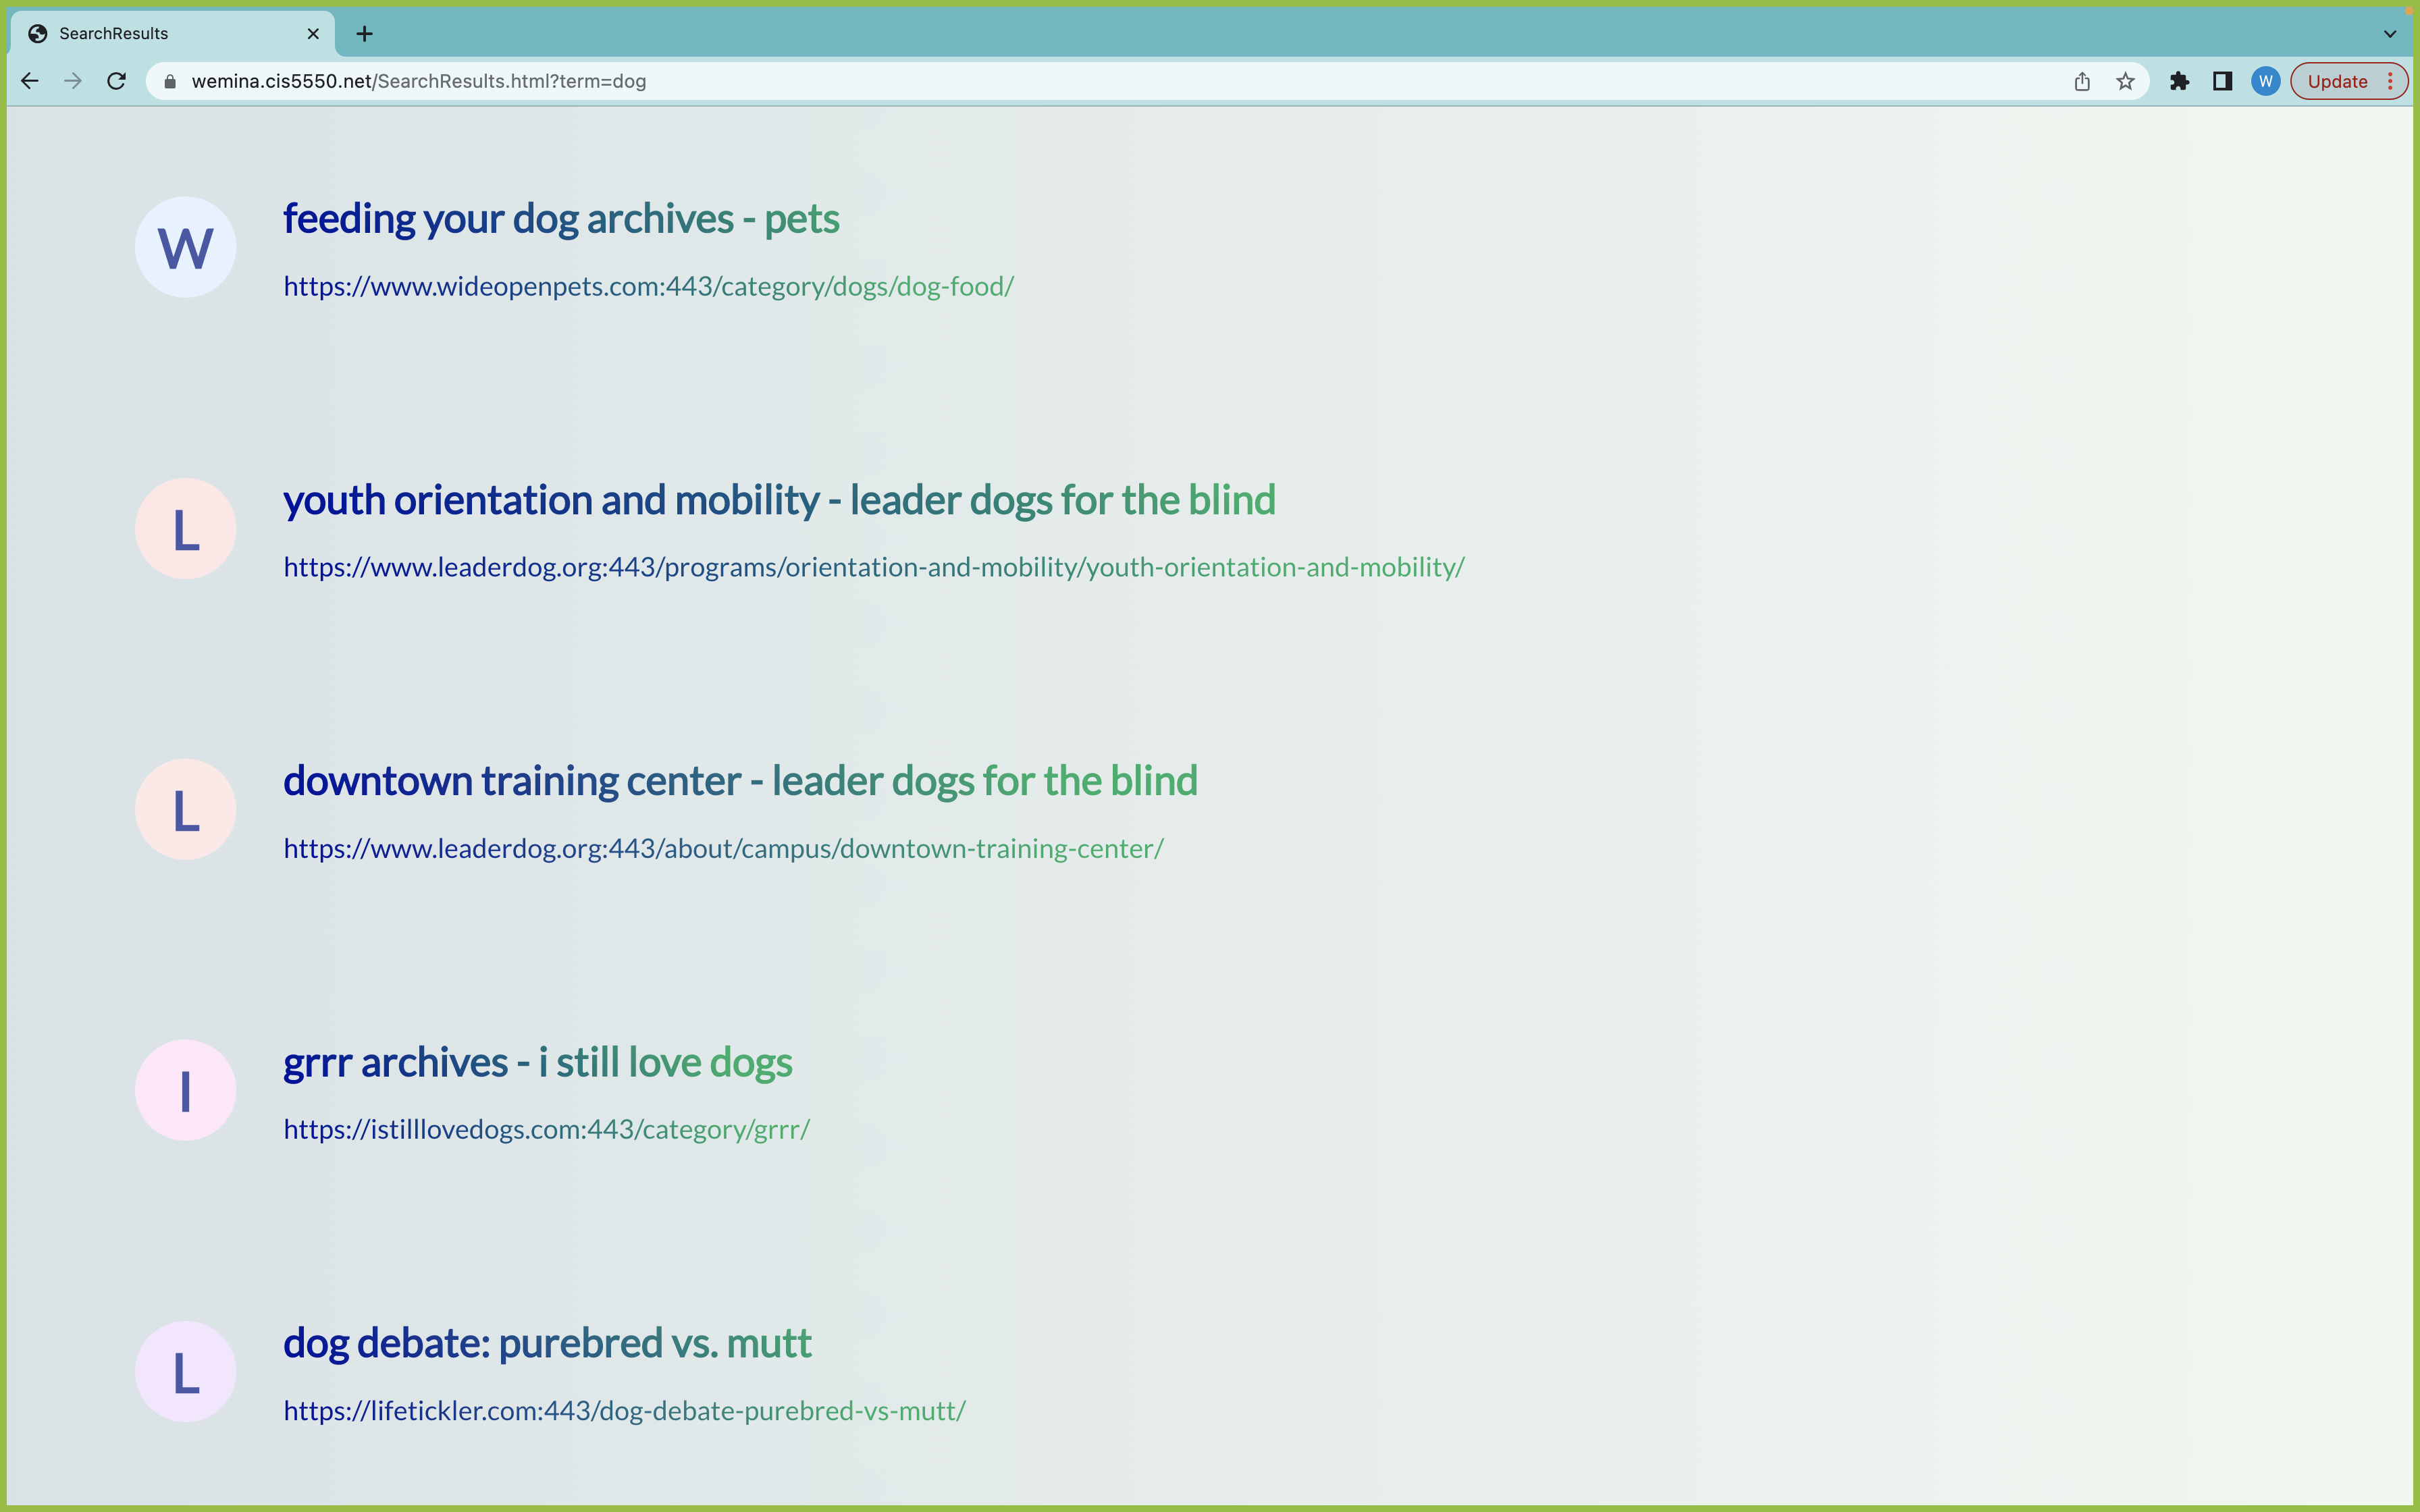 SearchResults
wemina.cis5550.net/SearchResults.html?term=dog
W
Update
W
feeding your dog archives - pets
https://www.wideopenpets.com:443/category/dogs/dog-food/
L
youth orientation and mobility - leader dogs for the blind
https://www.leaderdog.org:443/programs/orientation-and-mobility/youth-orientation-and-mobility/
L
downtown training center - leader dogs for the blind
https://www.leaderdog.org:443/about/campus/downtown-training-center/
I
grrr archives - i still love dogs
https://istilllovedogs.com:443/category/grrr/
L
dog debate: purebred vs. mutt
https://lifetickler.com:443/dog-debate-purebred-vs-mutt/